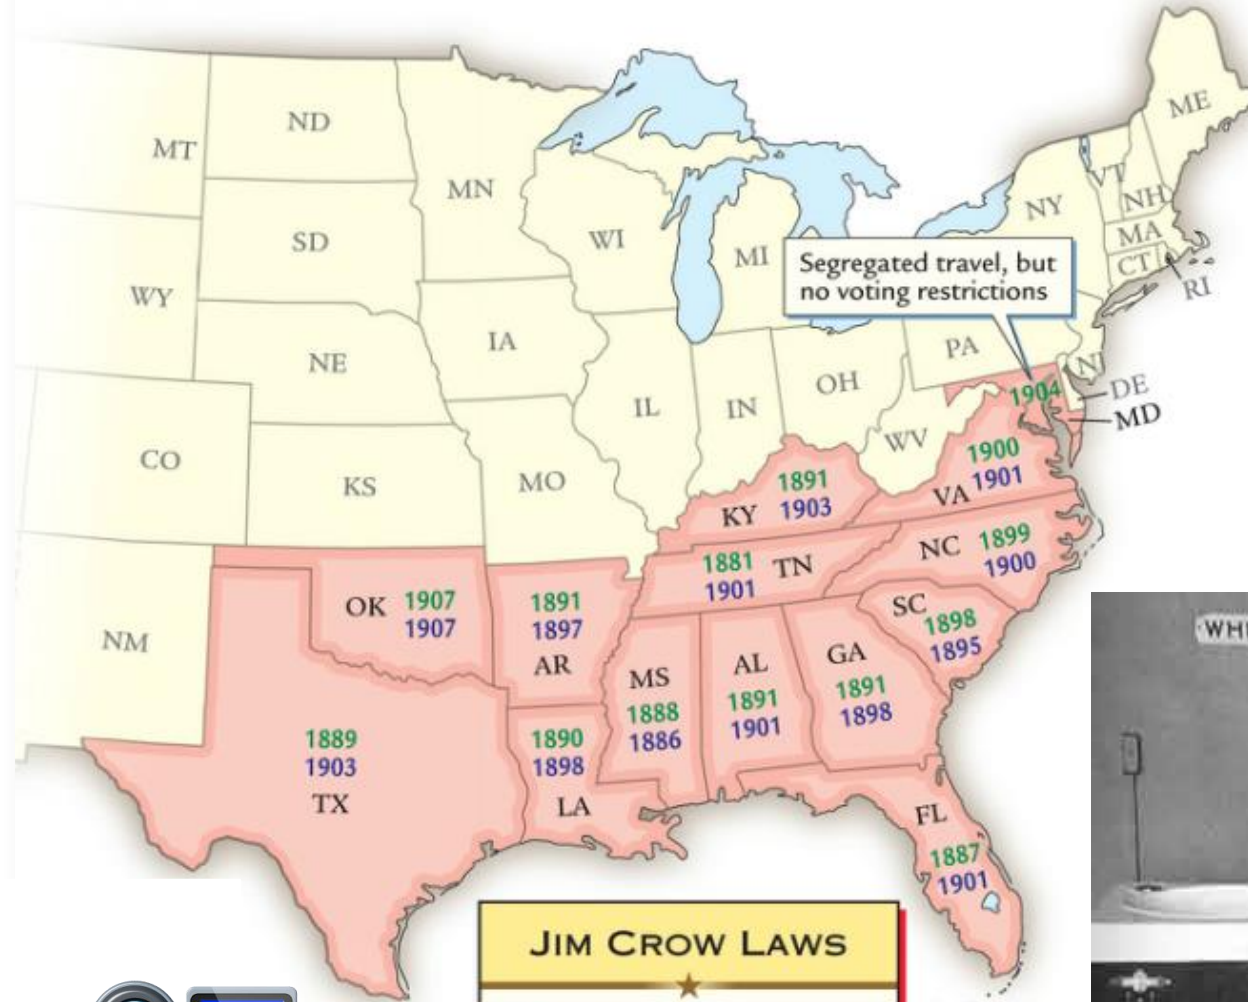 ME
ND
MT
MN
VT
NH
NY
SD
WI
MA
MI
Segregated travel, but
no voting restrictions
CT
RI
WY
IA
PA
NJ
NE
OH
DE
1904
IL
IN
MD
WV
1900
CO
MO
1891
VA 1901
KS
KY 1903
1881 TN
NC 1899
1901
1900
OK 1907
1907
1891
1897
AR
SC
1898
1895
NM
MS
1888
1886
AL
1891
1901
GA
1891
1898
1889
1903
TX
1890
1898
LA
FL
1887
1901
JIM CROW LAWS
WHI